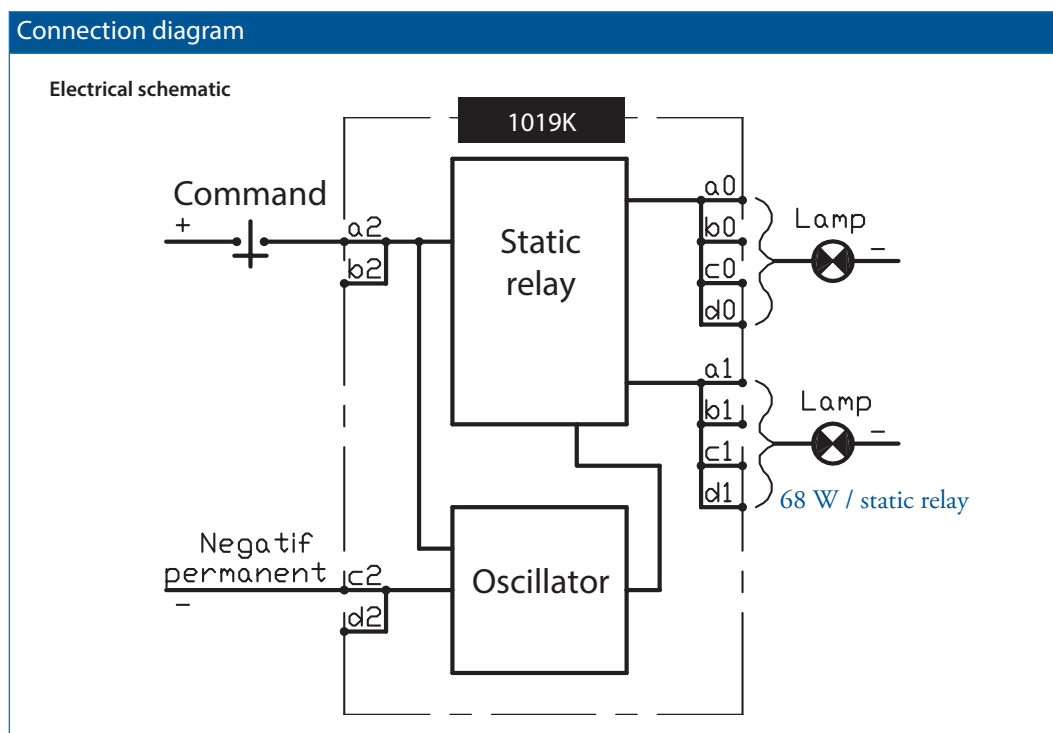 Connection diagram
Electrical schematic
1019K
Command
+
a2
b2
Static
relay
a0
b0
c0
d0
Lamp
-
a1
b1
c1
d1
Lamp
-
68 W / static relay
Negatif
permanent
-
c2
d2
Oscillator